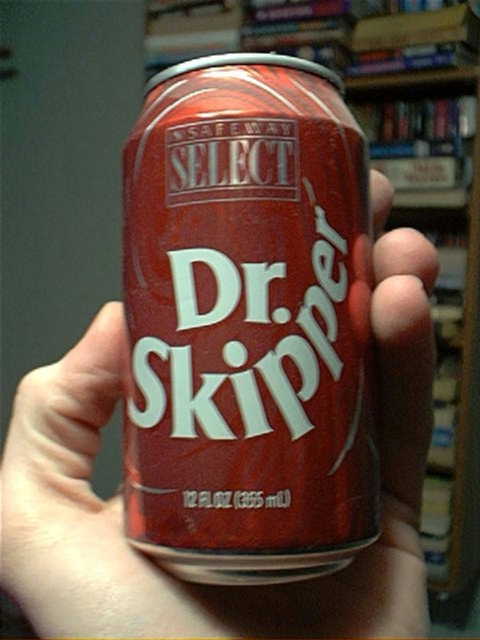 SAFEWAY
SELECT
Dr.
Skipper
12 FL OZ (355 mL)